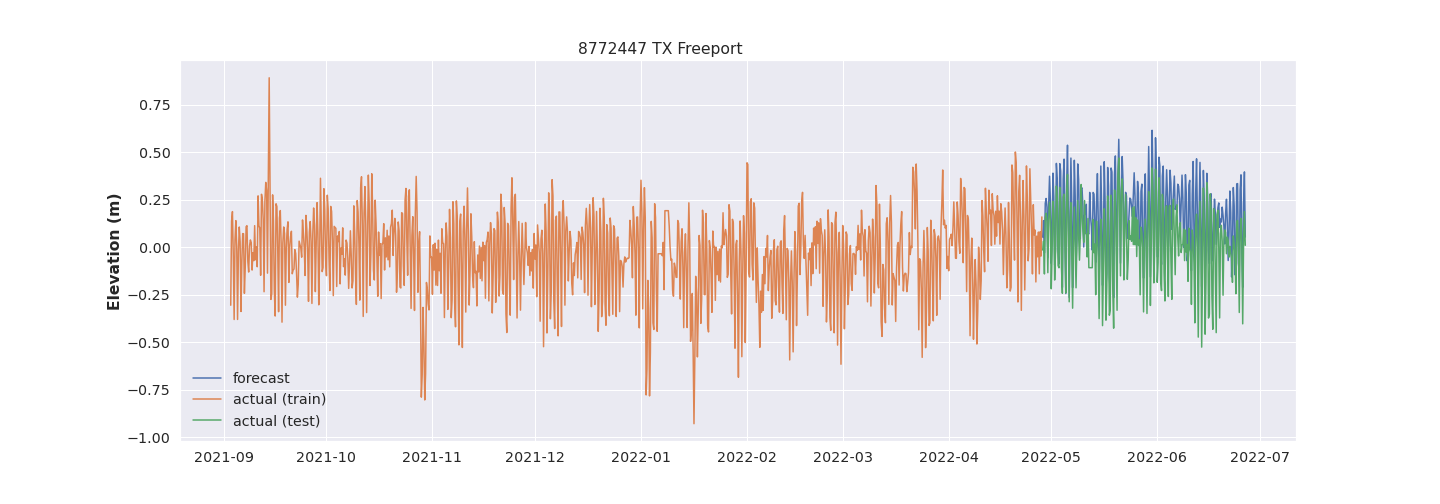 8772447 TX Freeport
Elevation (m)
0.75
0.50
0.25
0.00
−0.25
−0.50
−0.75
−1.00
forecast
actual (train)
actual (test)
2021-09 2021-10 2021-11 2021-12 2022-01 2022-02 2022-03 2022-04 2022-05 2022-06 2022-07